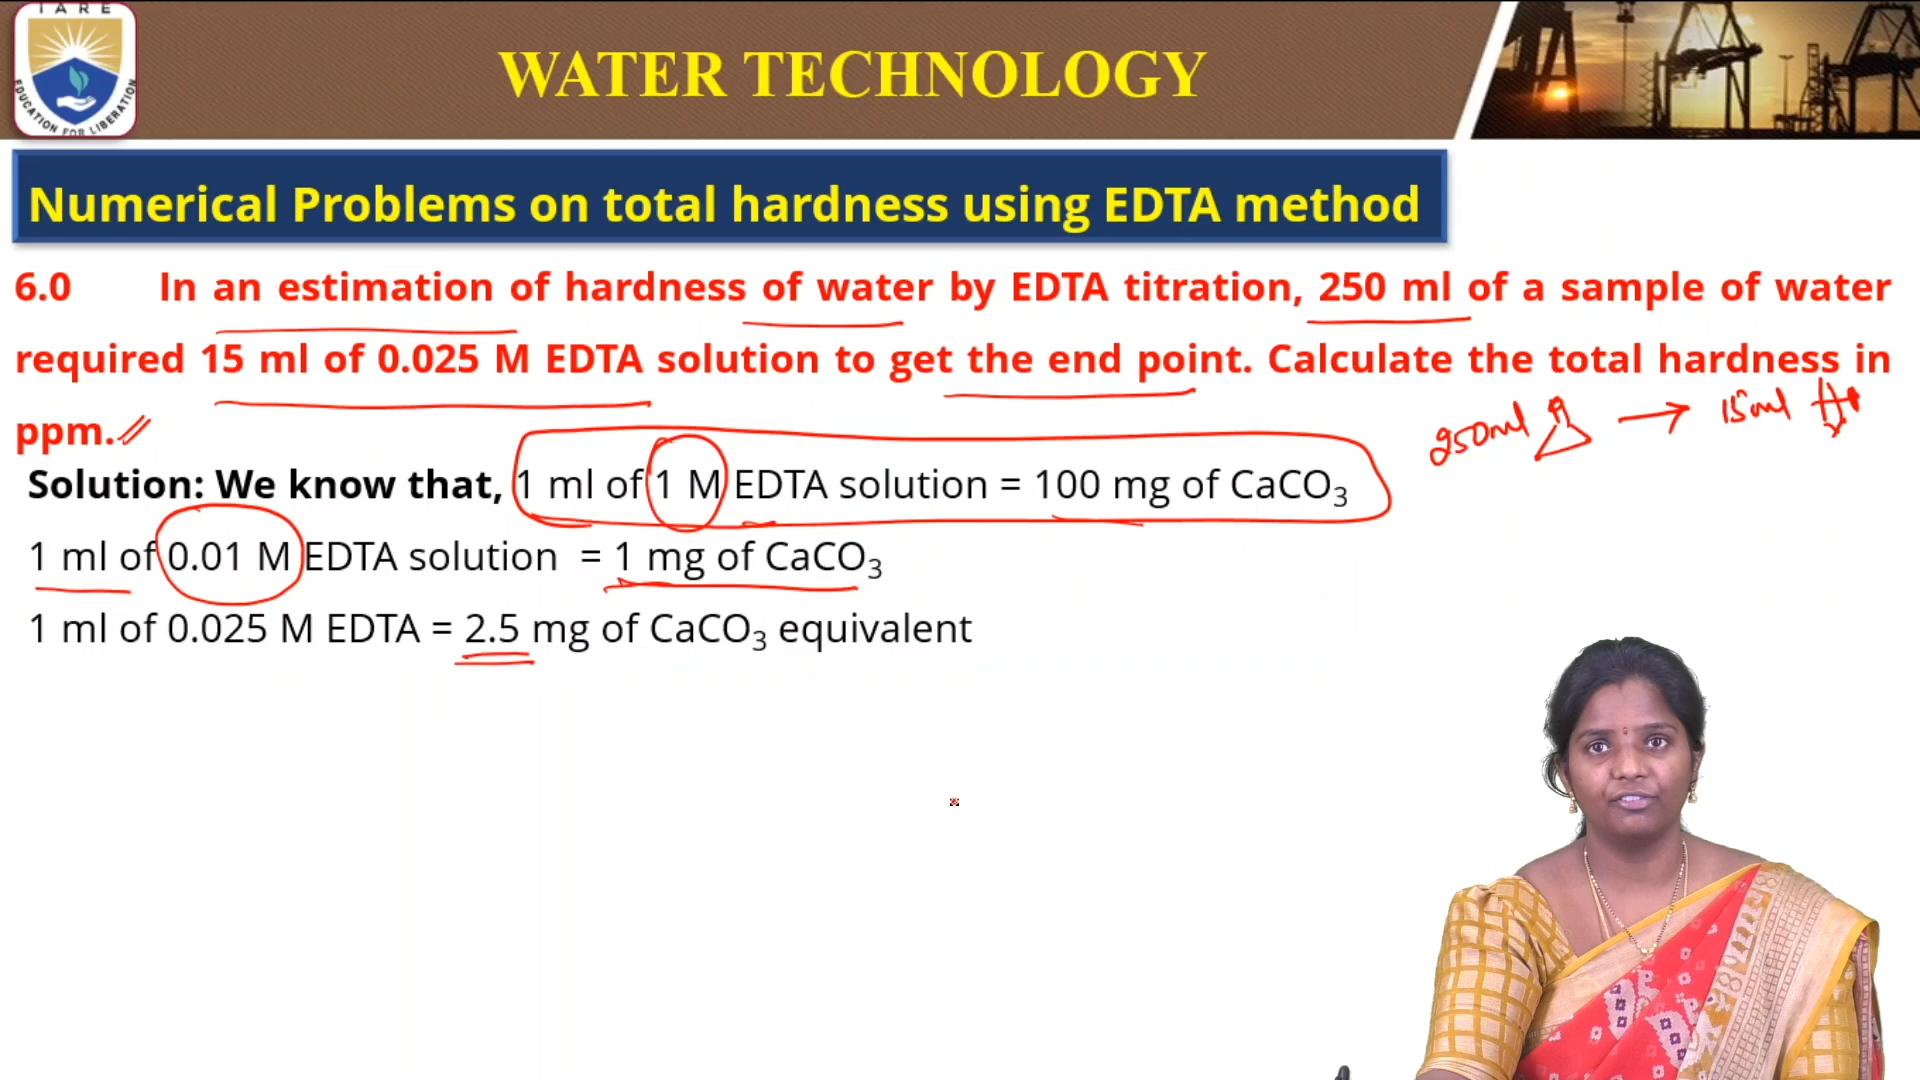 IARE
EDUCATION FOR LIBERATION
WATER TECHNOLOGY
Numerical Problems on total hardness using EDTA method
6.0 In an estimation of hardness of water by EDTA titration, 250 ml of a sample of water
required 15 ml of 0.025 M EDTA solution to get the end point. Calculate the total hardness in
ppm.
250ml → 15ml
Solution: We know that, 1 ml of 1 M EDTA solution = 100 mg of CaCO₃
1 ml of 0.01 M EDTA solution = 1 mg of CaCO₃
1 ml of 0.025 M EDTA = 2.5 mg of CaCO₃ equivalent